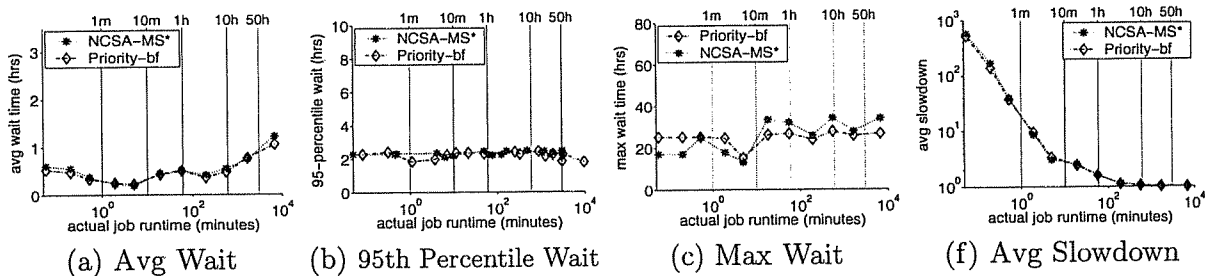 1m 10m 1h 10h 50h
NCSA-MS*
Priority-bf
avg wait time (hrs)
3
2
1
0
10^0 10^2 10^4
actual job runtime (minutes)
(a) Avg Wait
1m 10m 1h 10h 50h
NCSA-MS*
Priority-bf
95-percentile wait (hrs)
10
8
6
4
2
0
10^0 10^2 10^4
actual job runtime (minutes)
(b) 95th Percentile Wait
1m 10m 1h 10h 50h
Priority-bf
NCSA-MS*
max wait time (hrs)
80
60
40
20
0
10^0 10^2 10^4
actual job runtime (minutes)
(c) Max Wait
1m 10m 1h 10h 50h
NCSA-MS*
Priority-bf
avg slowdown
10^3
10^2
10^1
10^0
10^0 10^2 10^4
actual job runtime (minutes)
(f) Avg Slowdown